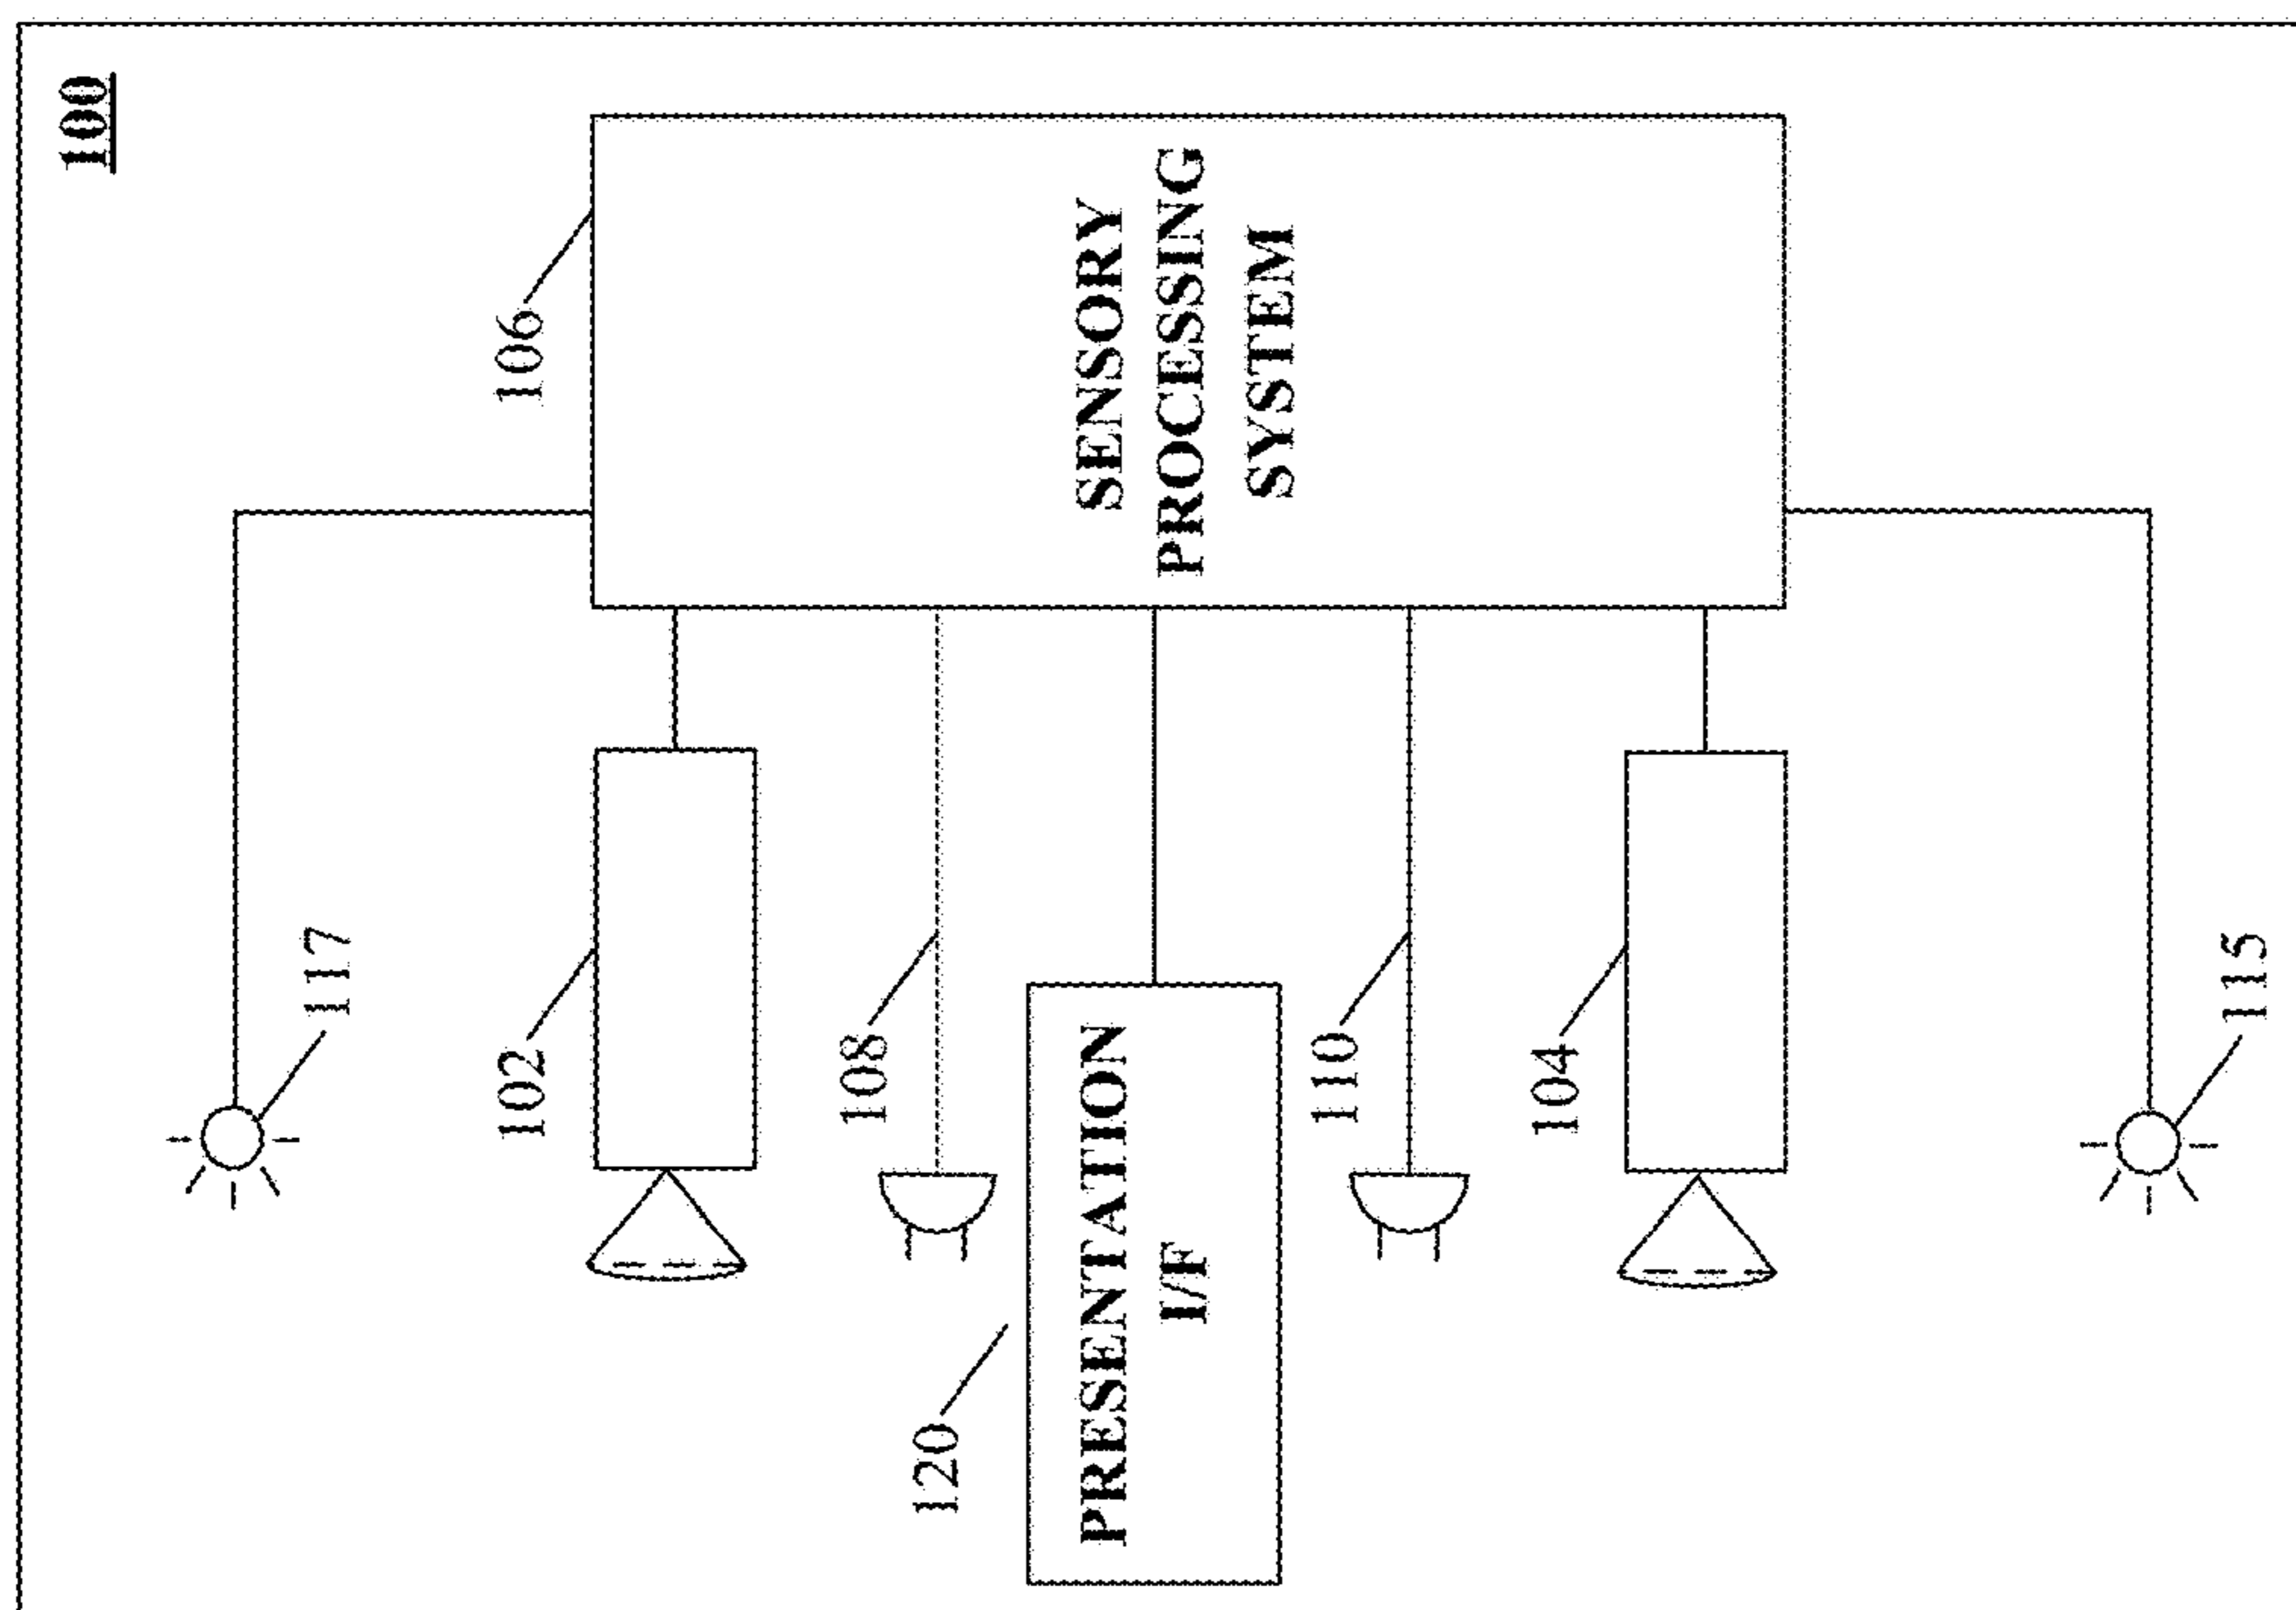 100
106
SENSORY
PROCESSING
SYSTEM
117
102
108
110
104
115
120
PRESENTATION
I/F